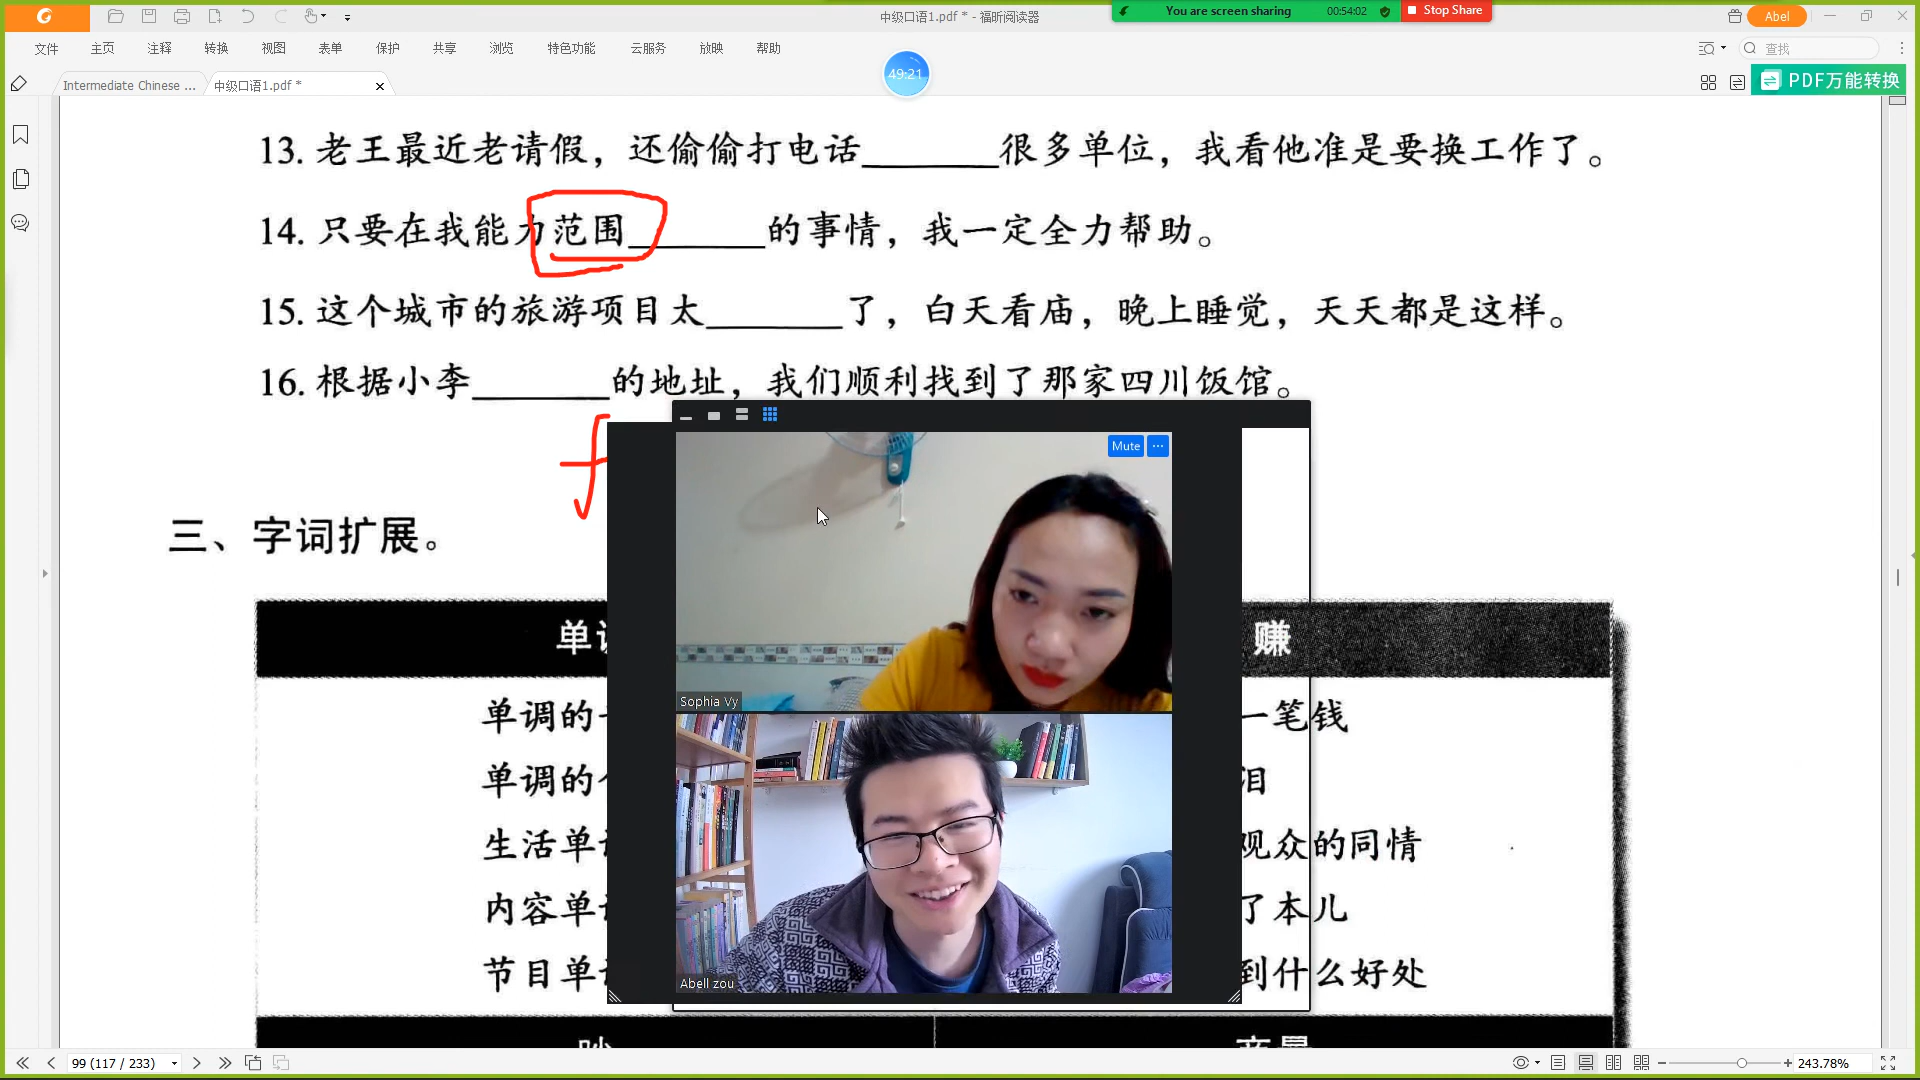 中级口语1.pdf * - 福昕阅读器
You are screen sharing 00:54:02 Stop Share
Abel
文件 主页 注释 转换 视图 表单 保护 共享 浏览 特色功能 云服务 放映 帮助
查找
49:21
Intermediate Chinese ... 中级口语1.pdf *
PDF万能转换
13. 老王最近老请假，还偷偷打电话_______很多单位，我看他准是要换工作了。
14. 只要在我能力范围_______的事情，我一定全力帮助。
15. 这个城市的旅游项目太_______了，白天看庙，晚上睡觉，天天都是这样。
16. 根据小李_______的地址，我们顺利找到了那家四川饭馆。
Mute ...
三、字词扩展。
单 赚
Sophia Vy
单调的 一笔钱
单调的 泪
生活单 观众的同情
内容单 了本儿
节目单 到什么好处
Abell zou
99 (117 / 233)
243.78%